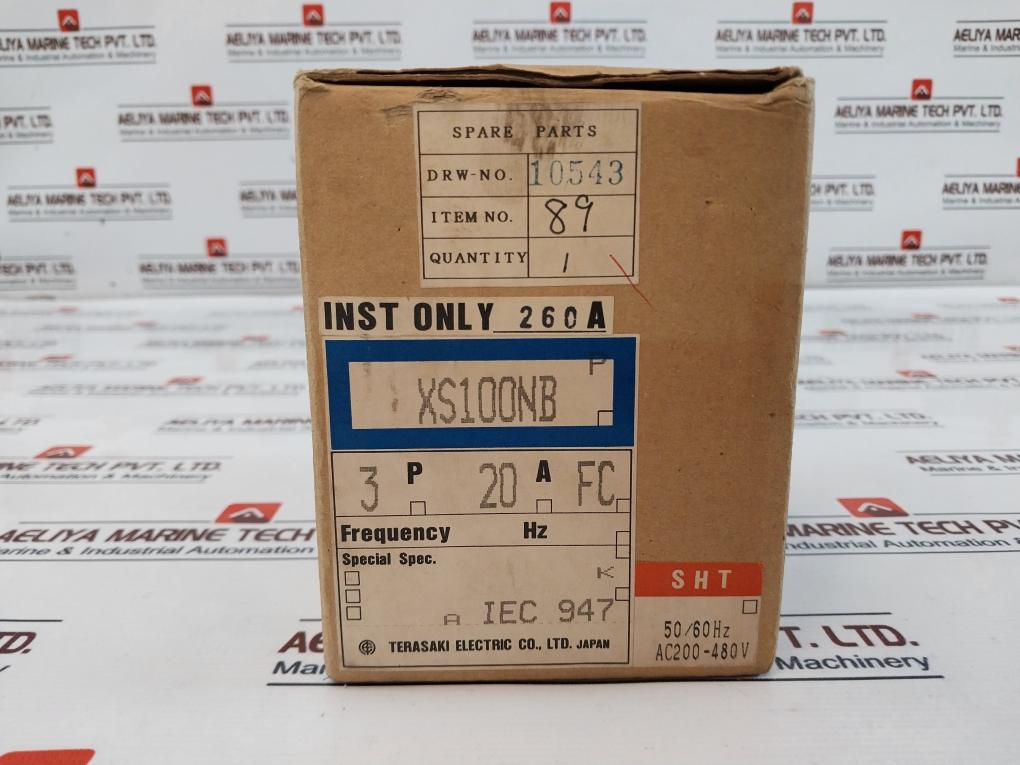 AELIYA MARINE TECH PVT. LTD.
Marine & Industrial Automation & Machinery
SPARE PARTS
DRW-NO. 10543
ITEM NO. 89
QUANTITY 1
INST ONLY 260A
P
XS100NB
3 P 20 A FC
Frequency Hz
Special Spec.
K
A IEC 947
TERASAKI ELECTRIC CO., LTD. JAPAN
SHT
50/60Hz
AC200-480V